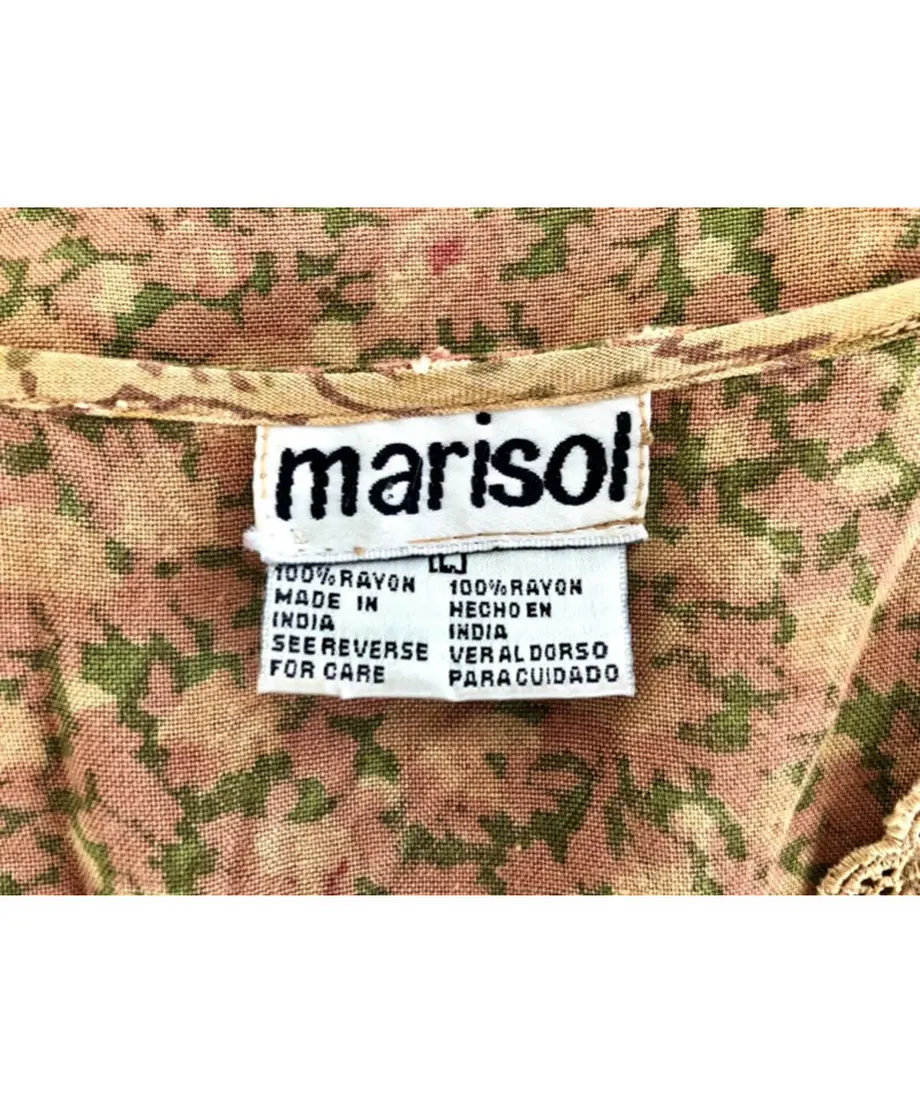 marisol
100% RAYON
MADE IN
INDIA
SEE REVERSE
FOR CARE
100% RAYON
HECHO EN
INDIA
VER AL DORSO
PARA CUIDADO